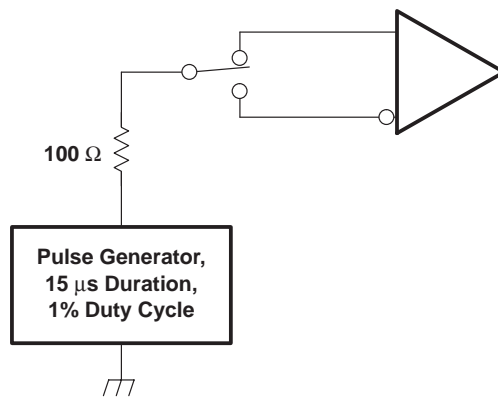 100 Ω
Pulse Generator,
15 μs Duration,
1% Duty Cycle